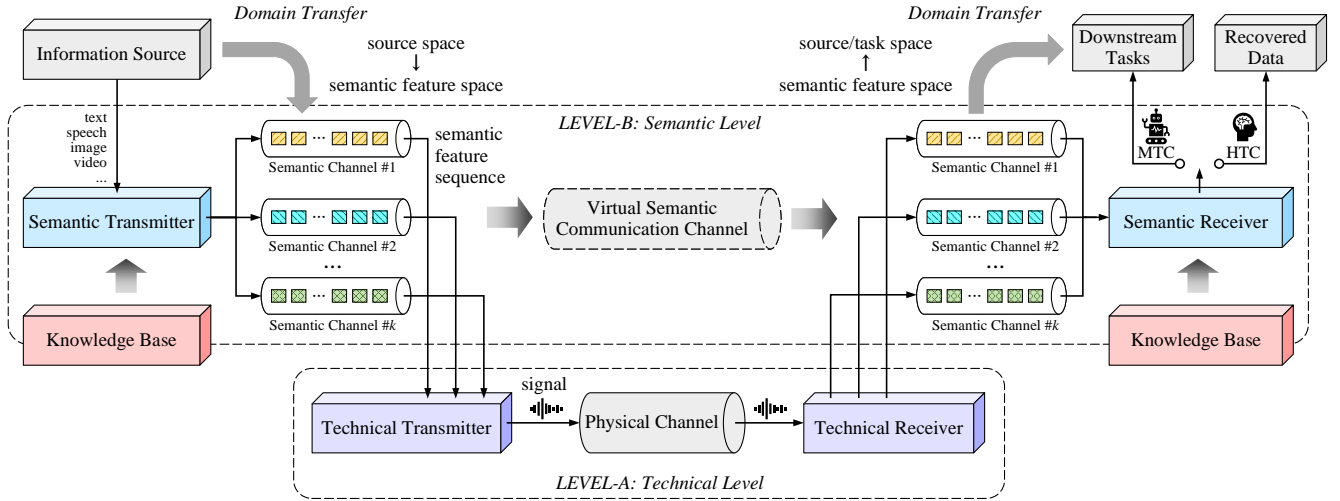 Domain Transfer
Information Source
source space
↓
semantic feature space
Domain Transfer
source/task space
↑
semantic feature space
Downstream
Tasks
Recovered
Data
LEVEL-B: Semantic Level
text
speech
image
video
...
Semantic Transmitter
Knowledge Base
···
Semantic Channel #1
···
Semantic Channel #2
...
···
Semantic Channel #k
semantic
feature
sequence
Virtual Semantic
Communication Channel
···
Semantic Channel #1
···
Semantic Channel #2
...
···
Semantic Channel #k
MTC
HTC
Semantic Receiver
Knowledge Base
Technical Transmitter
signal
Physical Channel
Technical Receiver
LEVEL-A: Technical Level